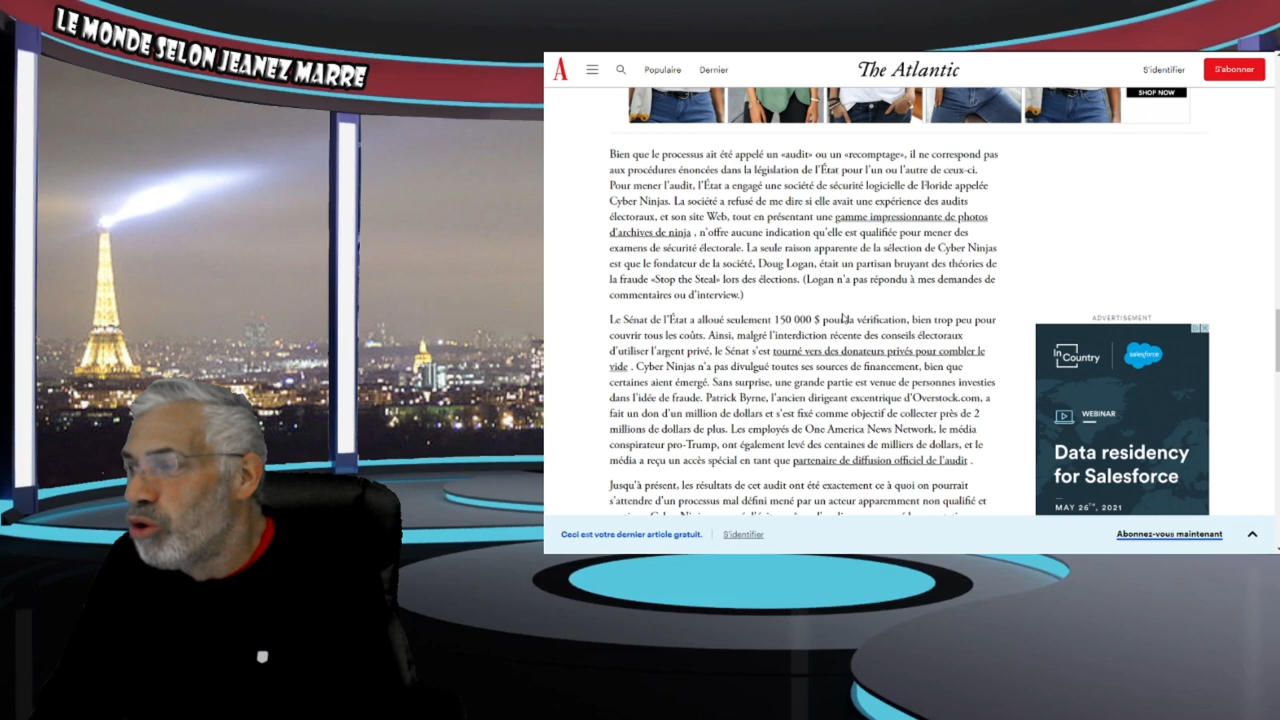 LE MONDE SELON JEANEZ MARRE
A
Populaire
Dernier
The Atlantic
S'identifier
S'abonner
SHOP NOW
Bien que le processus ait été appelé un «audit» ou un «recomptage», il ne correspond pas
aux procédures énoncées dans la législation de l'État pour l'un ou l'autre de ceux-ci.
Pour mener l'audit, l'État a engagé une société de sécurité logicielle de Floride appelée
Cyber Ninjas. La société a refusé de me dire si elle avait une expérience des audits
électoraux, et son site Web, tout en présentant une gamme impressionnante de photos
d'archives de ninja , n'offre aucune indication qu'elle est qualifiée pour mener des
examens de sécurité électorale. La seule raison apparente de la sélection de Cyber Ninjas
est que le fondateur de la société, Doug Logan, était un partisan bruyant des théories de
la fraude «Stop the Steal» lors des élections. (Logan n'a pas répondu à mes demandes de
commentaires ou d'interview.)
Le Sénat de l'État a alloué seulement 150 000 $ pour la vérification, bien trop peu pour
couvrir tous les coûts. Ainsi, malgré l'interdiction récente des conseils électoraux
d'utiliser l'argent privé, le Sénat s'est tourné vers des donateurs privés pour combler le
vide . Cyber Ninjas n'a pas divulgué toutes ses sources de financement, bien que
certaines aient émergé. Sans surprise, une grande partie est venue de personnes investies
dans l'idée de fraude. Patrick Byrne, l'ancien dirigeant excentrique d'Overstock.com, a
fait un don d'un million de dollars et s'est fixé comme objectif de collecter près de 2
millions de dollars de plus. Les employés de One America News Network, le média
conspirateur pro-Trump, ont également levé des centaines de milliers de dollars, et le
média a reçu un accès spécial en tant que partenaire de diffusion officiel de l'audit .
Jusqu'à présent, les résultats de cet audit ont été exactement ce à quoi on pourrait
s'attendre d'un processus mal défini mené par un acteur apparemment non qualifié et
ADVERTISEMENT
InCountry
salesforce
WEBINAR
Data residency
for Salesforce
MAY 26TH, 2021
Ceci est votre dernier article gratuit.
S'identifier
Abonnez-vous maintenant